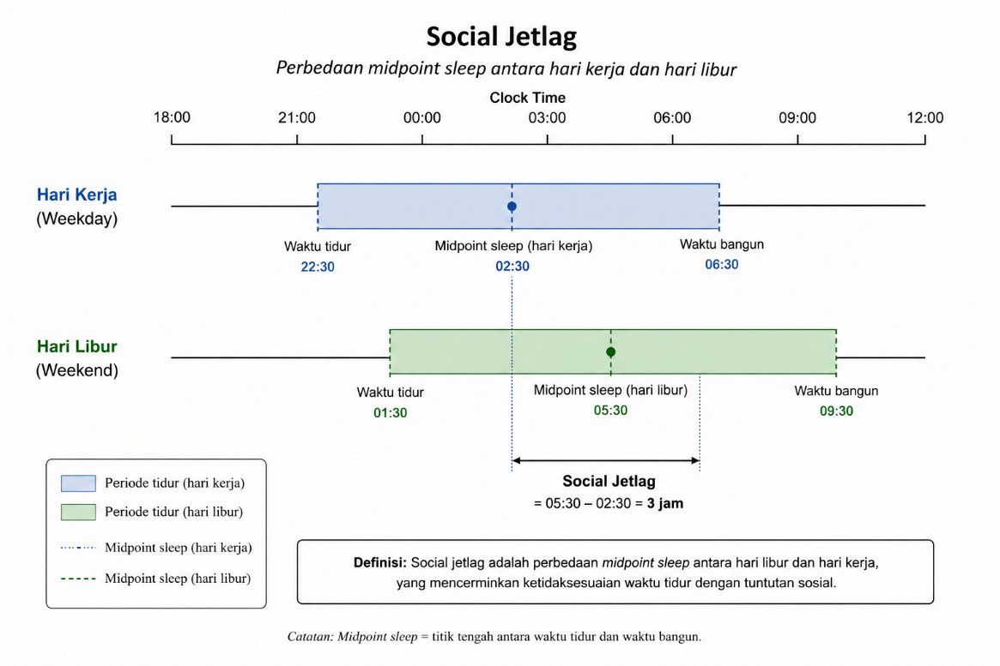 Social Jetlag
Perbedaan midpoint sleep antara hari kerja dan hari libur
Clock Time
18:00 21:00 00:00 03:00 06:00 09:00 12:00
Hari Kerja
(Weekday)
Waktu tidur Midpoint sleep (hari kerja) Waktu bangun
22:30 02:30 06:30
Hari Libur
(Weekend)
Waktu tidur Midpoint sleep (hari libur) Waktu bangun
01:30 05:30 09:30
Social Jetlag
= 05:30 – 02:30 = 3 jam
Periode tidur (hari kerja)
Periode tidur (hari libur)
Midpoint sleep (hari kerja)
Midpoint sleep (hari libur)
Definisi: Social jetlag adalah perbedaan midpoint sleep antara hari libur dan hari kerja,
yang mencerminkan ketidaksesuaian waktu tidur dengan tuntutan sosial.
Catatan: Midpoint sleep = titik tengah antara waktu tidur dan waktu bangun.